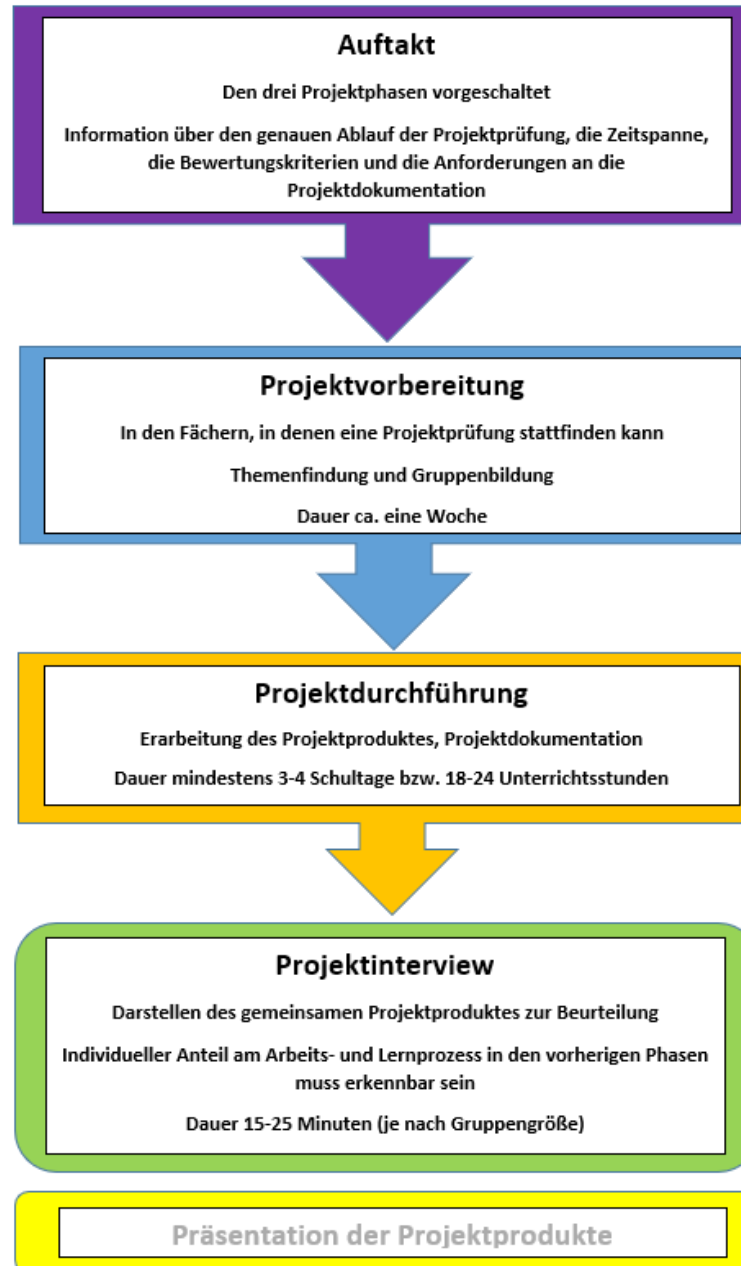 Auftakt
Den drei Projektphasen vorgeschaltet
Information über den genauen Ablauf der Projektprüfung, die Zeitspanne,
die Bewertungskriterien und die Anforderungen an die
Projektdokumentation
Projektvorbereitung
In den Fächern, in denen eine Projektprüfung stattfinden kann
Themenfindung und Gruppenbildung
Dauer ca. eine Woche
Projektdurchführung
Erarbeitung des Projektproduktes, Projektdokumentation
Dauer mindestens 3-4 Schultage bzw. 18-24 Unterrichtsstunden
Projektinterview
Darstellen des gemeinsamen Projektproduktes zur Beurteilung
Individueller Anteil am Arbeits- und Lernprozess in den vorherigen Phasen
muss erkennbar sein
Dauer 15-25 Minuten (je nach Gruppengröße)
Präsentation der Projektprodukte